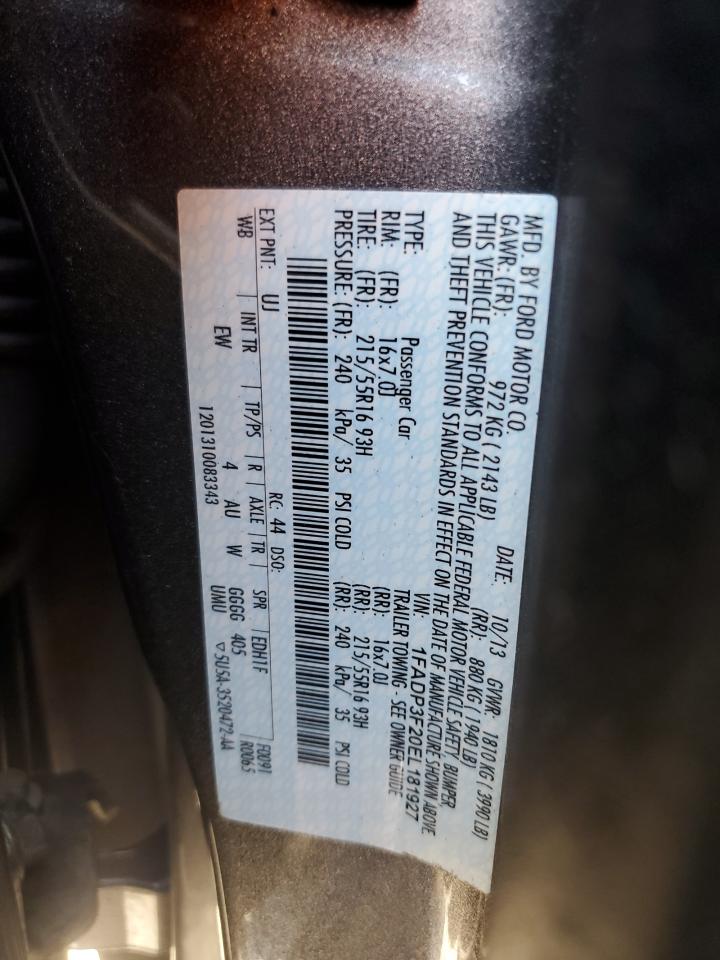 MFD. BY FORD MOTOR CO.
DATE: 10/13 GVWR: 1810 KG ( 3990 LB)
GAWR: (FR): 972 KG ( 2143 LB) (RR): 880 KG ( 1940 LB)
THIS VEHICLE CONFORMS TO ALL APPLICABLE FEDERAL MOTOR VEHICLE SAFETY, BUMPER,
AND THEFT PREVENTION STANDARDS IN EFFECT ON THE DATE OF MANUFACTURE SHOWN ABOVE
VIN: 1FADP3F20EL181927
TYPE: Passenger Car TRAILER TOWING - SEE OWNER GUIDE
RIM: (FR): 16x7.0J (RR): 16x7.0J
TIRE: (FR): 215/55R16 93H (RR): 215/55R16 93H
PRESSURE: (FR): 240 kPa/ 35 PSI COLD (RR): 240 kPa/ 35 PSI COLD
EXT PNT: UJ RC: 44 DSO: EDH1F F0091
WB | INT TR | TP/PS | R | AXLE | TR | SPR R0065
EW 4 AU W GGGG 405
UMU
1201310083343 ▽5U5A-3520472-AA